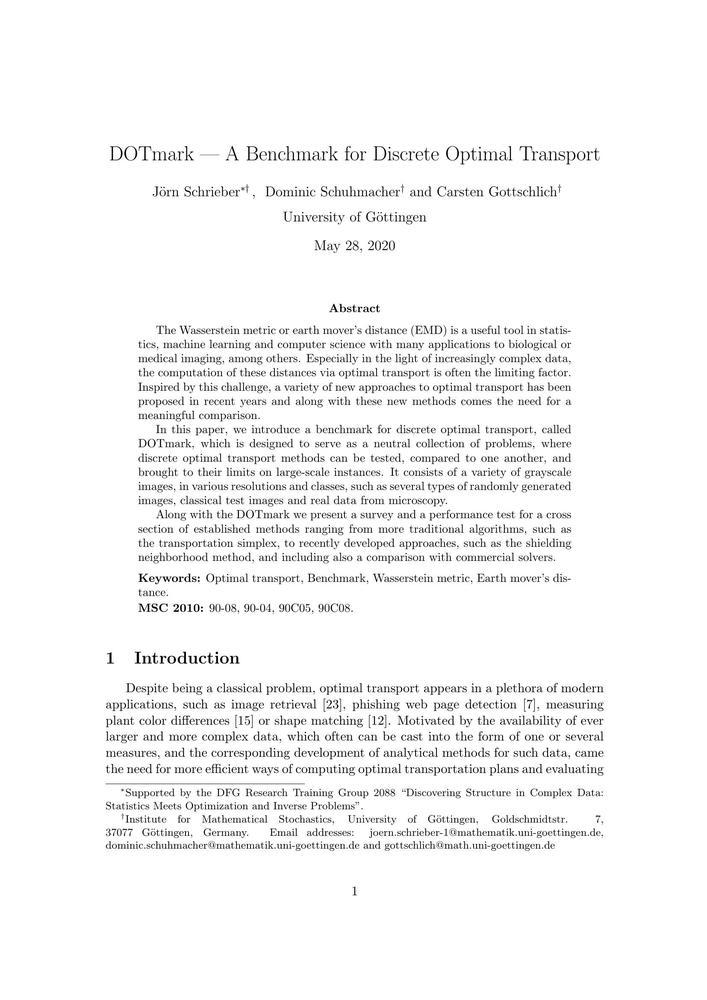 DOTmark — A Benchmark for Discrete Optimal Transport
Jörn Schrieber*†, Dominic Schuhmacher† and Carsten Gottschlich†
University of Göttingen
May 28, 2020
Abstract
The Wasserstein metric or earth mover's distance (EMD) is a useful tool in statis-
tics, machine learning and computer science with many applications to biological or
medical imaging, among others. Especially in the light of increasingly complex data,
the computation of these distances via optimal transport is often the limiting factor.
Inspired by this challenge, a variety of new approaches to optimal transport has been
proposed in recent years and along with these new methods comes the need for a
meaningful comparison.
In this paper, we introduce a benchmark for discrete optimal transport, called
DOTmark, which is designed to serve as a neutral collection of problems, where
discrete optimal transport methods can be tested, compared to one another, and
brought to their limits on large-scale instances. It consists of a variety of grayscale
images, in various resolutions and classes, such as several types of randomly generated
images, classical test images and real data from microscopy.
Along with the DOTmark we present a survey and a performance test for a cross
section of established methods ranging from more traditional algorithms, such as
the transportation simplex, to recently developed approaches, such as the shielding
neighborhood method, and including also a comparison with commercial solvers.
Keywords: Optimal transport, Benchmark, Wasserstein metric, Earth mover's dis-
tance.
MSC 2010: 90-08, 90-04, 90C05, 90C08.
1 Introduction
Despite being a classical problem, optimal transport appears in a plethora of modern
applications, such as image retrieval [23], phishing web page detection [7], measuring
plant color differences [15] or shape matching [12]. Motivated by the availability of ever
larger and more complex data, which often can be cast into the form of one or several
measures, and the corresponding development of analytical methods for such data, came
the need for more efficient ways of computing optimal transportation plans and evaluating
*Supported by the DFG Research Training Group 2088 “Discovering Structure in Complex Data:
Statistics Meets Optimization and Inverse Problems”.
†Institute for Mathematical Stochastics, University of Göttingen, Goldschmidtstr. 7,
37077 Göttingen, Germany. Email addresses: joern.schrieber-1@mathematik.uni-goettingen.de,
dominic.schuhmacher@mathematik.uni-goettingen.de and gottschlich@math.uni-goettingen.de
1